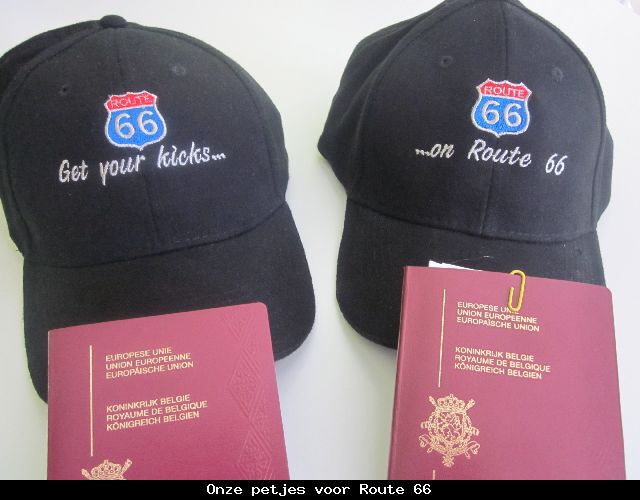 ROUTE
66
Get your kicks...
ROUTE
66
...on Route 66
EUROPESE UNIE
UNION EUROPEENNE
EUROPÄISCHE UNION
KONINKRIJK BELGIE
ROYAUME DE BELGIQUE
KÖNIGREICH BELGIEN
EUROPESE UNIE
UNION EUROPEENNE
EUROPÄISCHE UNION
KONINKRIJK BELGIE
ROYAUME DE BELGIQUE
KÖNIGREICH BELGIEN
Onze petjes voor Route 66